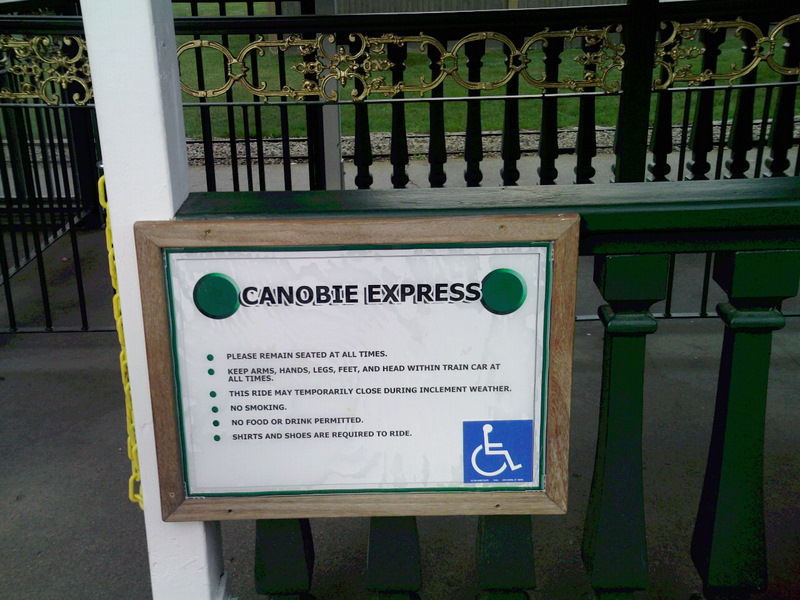 CANOBIE EXPRESS
PLEASE REMAIN SEATED AT ALL TIMES.
KEEP ARMS, HANDS, LEGS, FEET, AND HEAD WITHIN TRAIN CAR AT
ALL TIMES.
THIS RIDE MAY TEMPORARILY CLOSE DURING INCLEMENT WEATHER.
NO SMOKING.
NO FOOD OR DRINK PERMITTED.
SHIRTS AND SHOES ARE REQUIRED TO RIDE.